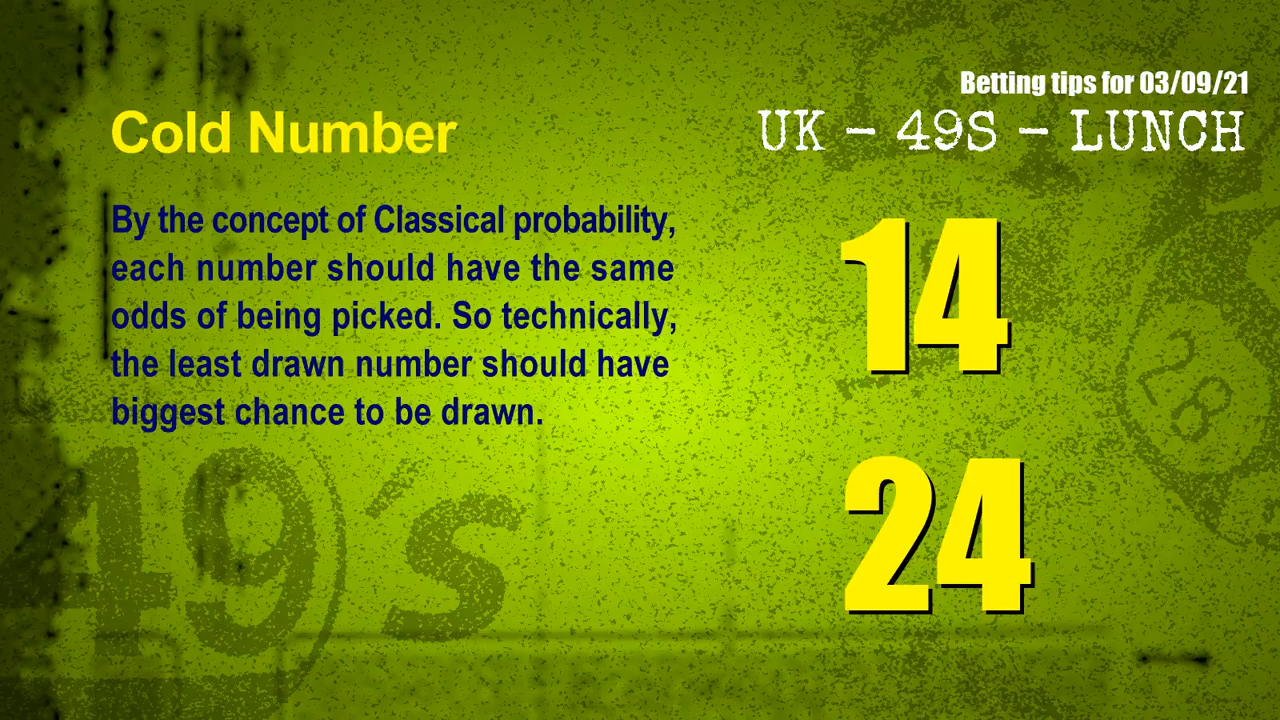 Betting tips for 03/09/21
UK - 49S - LUNCH
Cold Number
By the concept of Classical probability,
each number should have the same
odds of being picked. So technically,
the least drawn number should have
biggest chance to be drawn.
14
24
49's
28